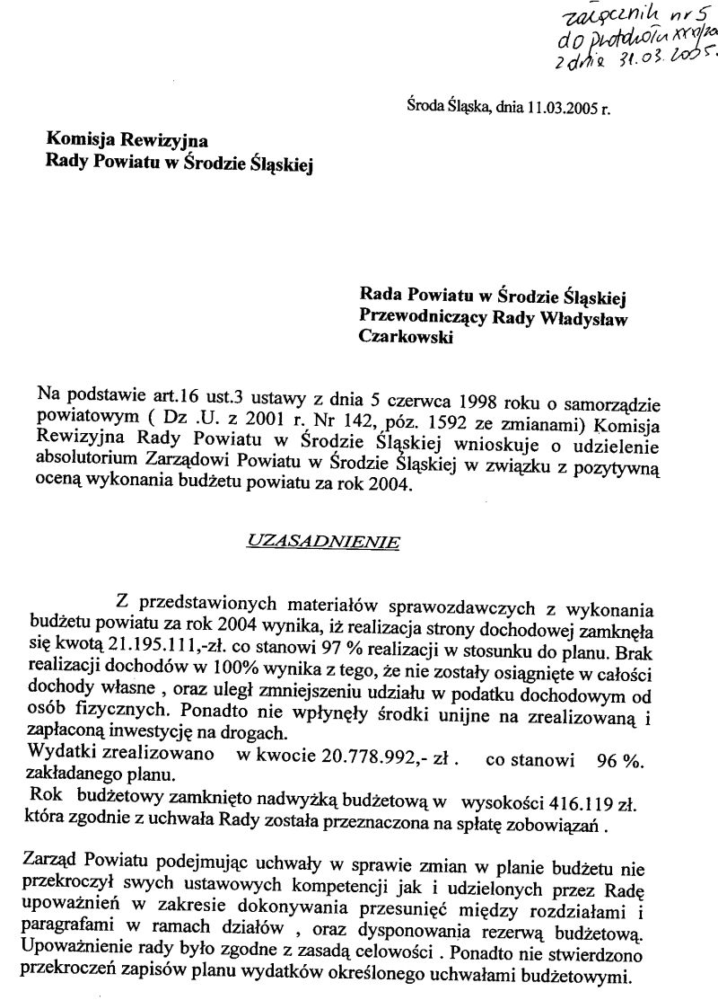 załącznik nr 5
do protokołu XXXI/200
z dnia 31.03.2005.
Środa Śląska, dnia 11.03.2005 r.
Komisja Rewizyjna
Rady Powiatu w Środzie Śląskiej
Rada Powiatu w Środzie Śląskiej
Przewodniczący Rady Władysław
Czarkowski
Na podstawie art.16 ust.3 ustawy z dnia 5 czerwca 1998 roku o samorządzie
powiatowym ( Dz .U. z 2001 r. Nr 142, póz. 1592 ze zmianami) Komisja
Rewizyjna Rady Powiatu w Środzie Śląskiej wnioskuje o udzielenie
absolutorium Zarządowi Powiatu w Środzie Śląskiej w związku z pozytywną
oceną wykonania budżetu powiatu za rok 2004.
UZASADNIENIE
Z przedstawionych materiałów sprawozdawczych z wykonania
budżetu powiatu za rok 2004 wynika, iż realizacja strony dochodowej zamknęła
się kwotą 21.195.111,-zł. co stanowi 97 % realizacji w stosunku do planu. Brak
realizacji dochodów w 100% wynika z tego, że nie zostały osiągnięte w całości
dochody własne , oraz uległ zmniejszeniu udziału w podatku dochodowym od
osób fizycznych. Ponadto nie wpłynęły środki unijne na zrealizowaną i
zapłaconą inwestycję na drogach.
Wydatki zrealizowano w kwocie 20.778.992,- zł . co stanowi 96 %.
zakładanego planu.
Rok budżetowy zamknięto nadwyżką budżetową w wysokości 416.119 zł.
która zgodnie z uchwała Rady została przeznaczona na spłatę zobowiązań .
Zarząd Powiatu podejmując uchwały w sprawie zmian w planie budżetu nie
przekroczył swych ustawowych kompetencji jak i udzielonych przez Radę
upoważnień w zakresie dokonywania przesunięć między rozdziałami i
paragrafami w ramach działów , oraz dysponowania rezerwą budżetową.
Upoważnienie rady było zgodne z zasadą celowości . Ponadto nie stwierdzono
przekroczeń zapisów planu wydatków określonego uchwałami budżetowymi.